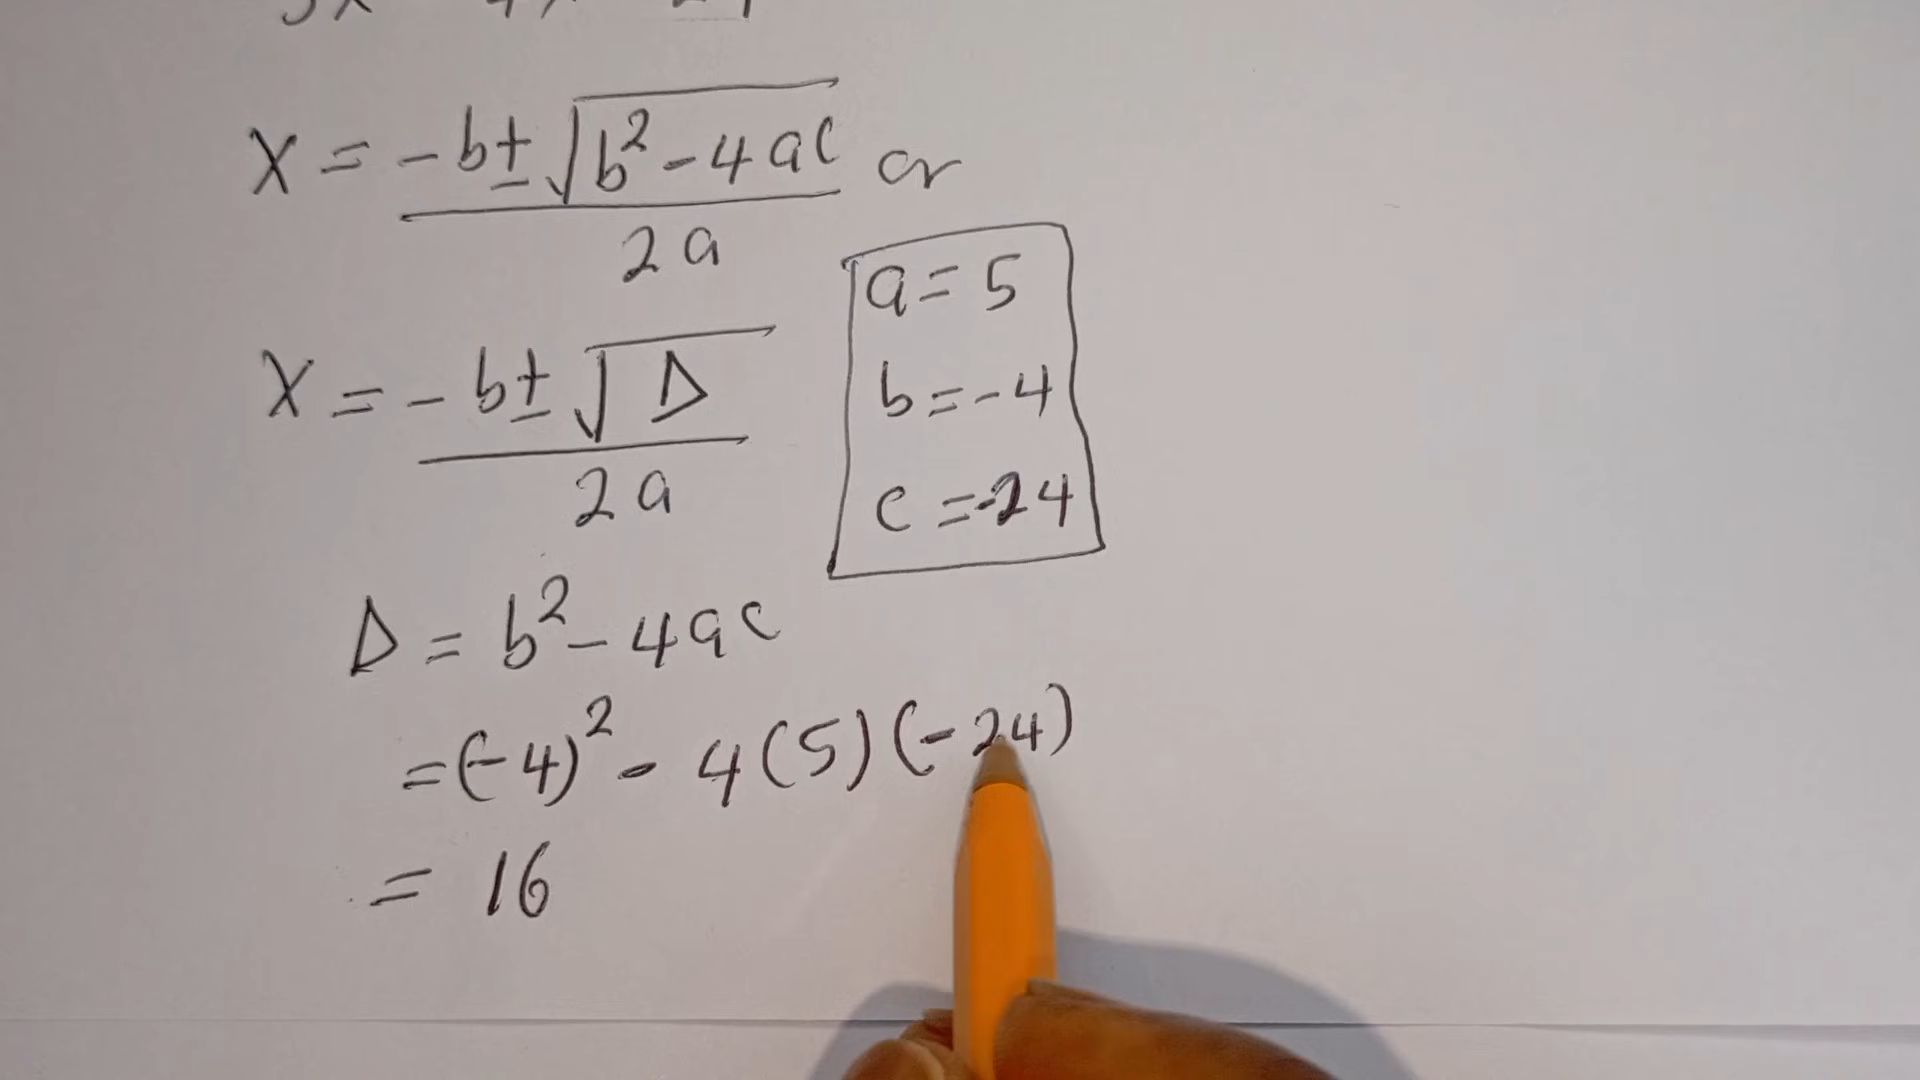 X = -b ± √(b² - 4ac) / 2a or
a = 5
b = -4
c = -24
X = -b ± √Δ / 2a
Δ = b² - 4ac
= (-4)² - 4(5)(-24)
= 16